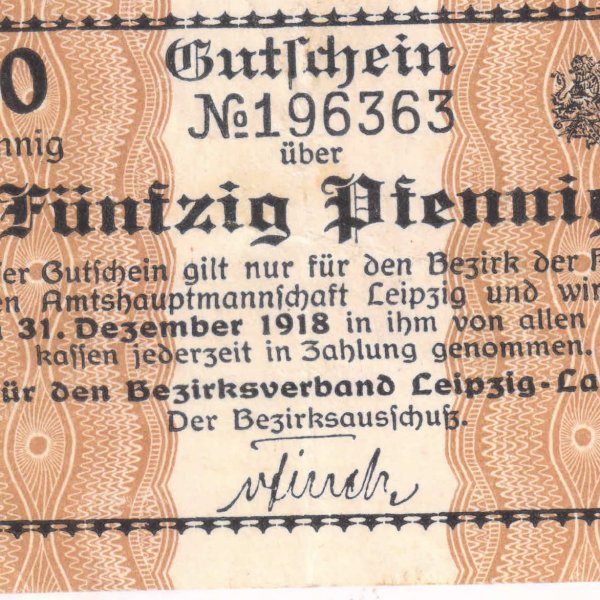 0 Gutſchein
№196363
nnig über
Fünfzig Pfennig
er Gutſchein gilt nur für den Bezirk der
en Amtshauptmannſchaft Leipzig und wir
31. Dezember 1918 in ihm von allen
kaſſen jederzeit in Zahlung genommen.
ür den Bezirksverband Leipzig-La
Der Bezirksausſchuß.